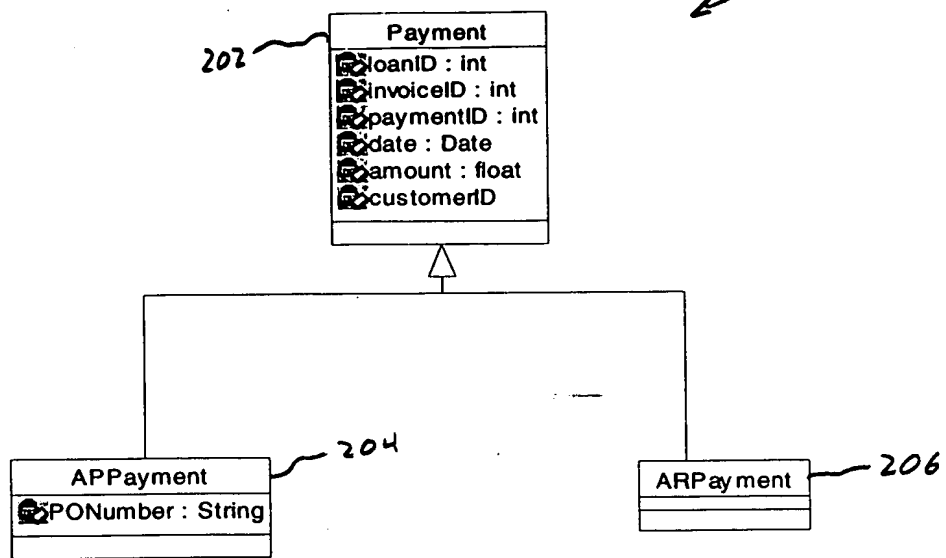 Payment
202
loanID : int
invoiceID : int
paymentID : int
date : Date
amount : float
customerID
204
APPayment
PONumber : String
ARPayment
206